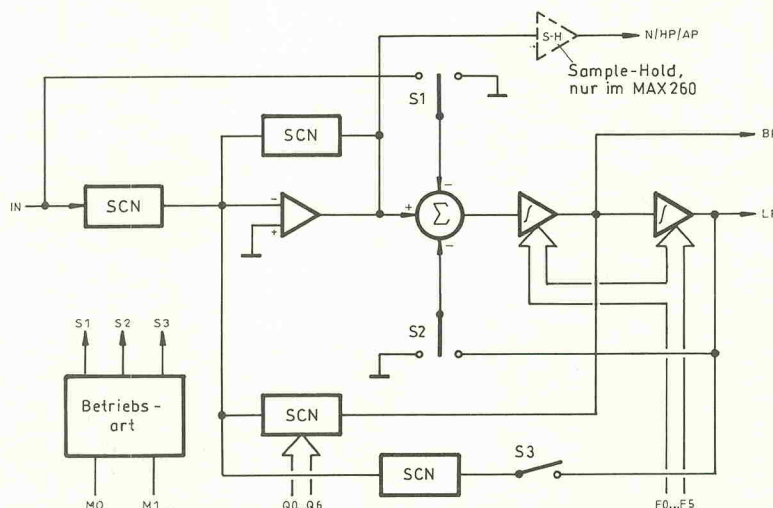 S-H
N/HP/AP
Sample-Hold,
nur im MAX260
S1
SCN
IN
SCN
-
+
-
+
Σ
-
∫
∫
S1 S2 S3
S2
Betriebs-
art
SCN
SCN
S3
M0 M1
Q0...Q6
F0...F5